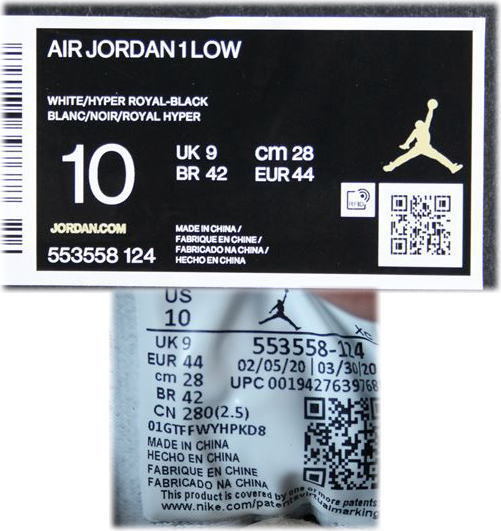 AIR JORDAN 1 LOW
WHITE/HYPER ROYAL-BLACK
BLANC/NOIR/ROYAL HYPER
10
UK 9 cm 28
BR 42 EUR 44
JORDAN.COM
553558 124
MADE IN CHINA /
FABRIQUE EN CHINE /
FABRICADO NA CHINA /
HECHO EN CHINA
US
10
UK 9
EUR 44
cm 28
BR 42
CN 280(2.5)
553558-124
02/05/20 | 03/30/20
UPC 0019427639768
01GTFFWYHPKD8
MADE IN CHINA
HECHO EN CHINA
FABRIQUE EN CHINE
FABRICADO NA CHINA
This product is covered by one or more patents
www.nike.com/patentsvirtualmarking